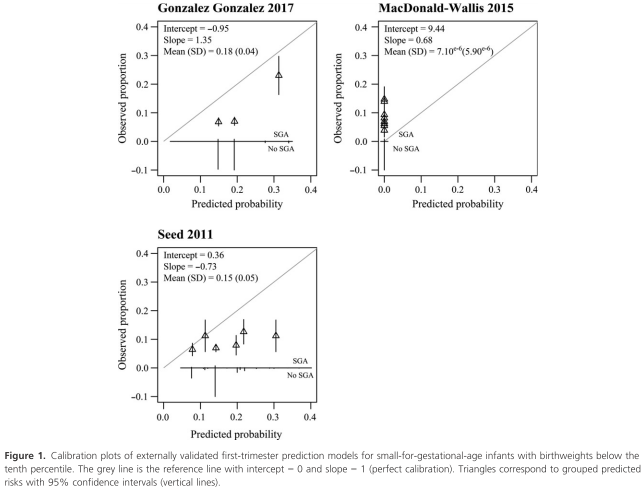 Gonzalez Gonzalez 2017
Intercept = −0.95
Slope = 1.35
Mean (SD) = 0.18 (0.04)
Observed proportion
0.4
0.3
0.2
0.1
0.0
−0.1
SGA
No SGA
0.0 0.1 0.2 0.3 0.4
Predicted probability
MacDonald-Wallis 2015
Intercept = 9.44
Slope = 0.68
Mean (SD) = 7.10e-6(5.90e-6)
Observed proportion
0.4
0.3
0.2
0.1
0.0
−0.1
SGA
No SGA
0.0 0.1 0.2 0.3 0.4
Predicted probability
Seed 2011
Intercept = 0.36
Slope = −0.73
Mean (SD) = 0.15 (0.05)
Observed proportion
0.4
0.3
0.2
0.1
0.0
−0.1
SGA
No SGA
0.0 0.1 0.2 0.3 0.4
Predicted probability
Figure 1. Calibration plots of externally validated first-trimester prediction models for small-for-gestational-age infants with birthweights below the
tenth percentile. The grey line is the reference line with intercept = 0 and slope = 1 (perfect calibration). Triangles correspond to grouped predicted
risks with 95% confidence intervals (vertical lines).